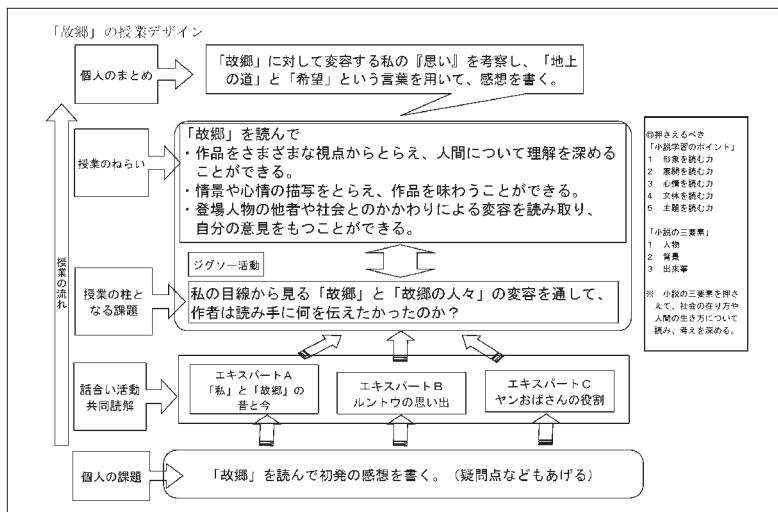 「故郷」の授業デザイン
個人のまとめ
「故郷」に対して変容する私の『思い』を考察し、「地上
の道」と「希望」という言葉を用いて、感想を書く。
授業のねらい
「故郷」を読んで
・作品をさまざまな視点からとらえ、人間について理解を深める
ことができる。
・情景や心情の描写をとらえ、作品を味わうことができる。
・登場人物の他者や社会とのかかわりによる変容を読み取り、
自分の意見をもつことができる。
◎押さえるべき
「小説学習のポイント」
1 形象を読む力
2 展開を読む力
3 心情を読む力
4 文体を読む力
5 主題を読む力
「小説の三要素」
1 人物
2 背景
3 出来事
※ 小説の三要素を押さ
えて、社会の在り方や
人間の生き方について
読み、考えを深める。
授業の流れ
ジグソー活動
授業の柱と
なる課題
私の目線から見る「故郷」と「故郷の人々」の変容を通して、
作者は読み手に何を伝えたかったのか?
話合い活動
共同読解
エキスパートA
「私」と「故郷」の
昔と今
エキスパートB
ルントウの思い出
エキスパートC
ヤンおばさんの役割
個人の課題
「故郷」を読んで初発の感想を書く。(疑問点などもあげる)